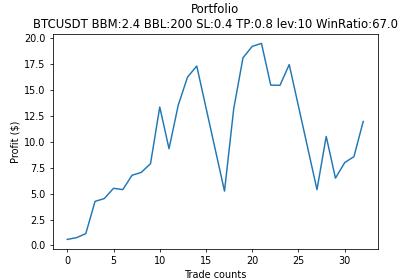 Portfolio
BTCUSDT BBM:2.4 BBL:200 SL:0.4 TP:0.8 lev:10 WinRatio:67.0
20.0
17.5
15.0
12.5
10.0
7.5
5.0
2.5
0.0
Profit ($)
0 5 10 15 20 25 30
Trade counts